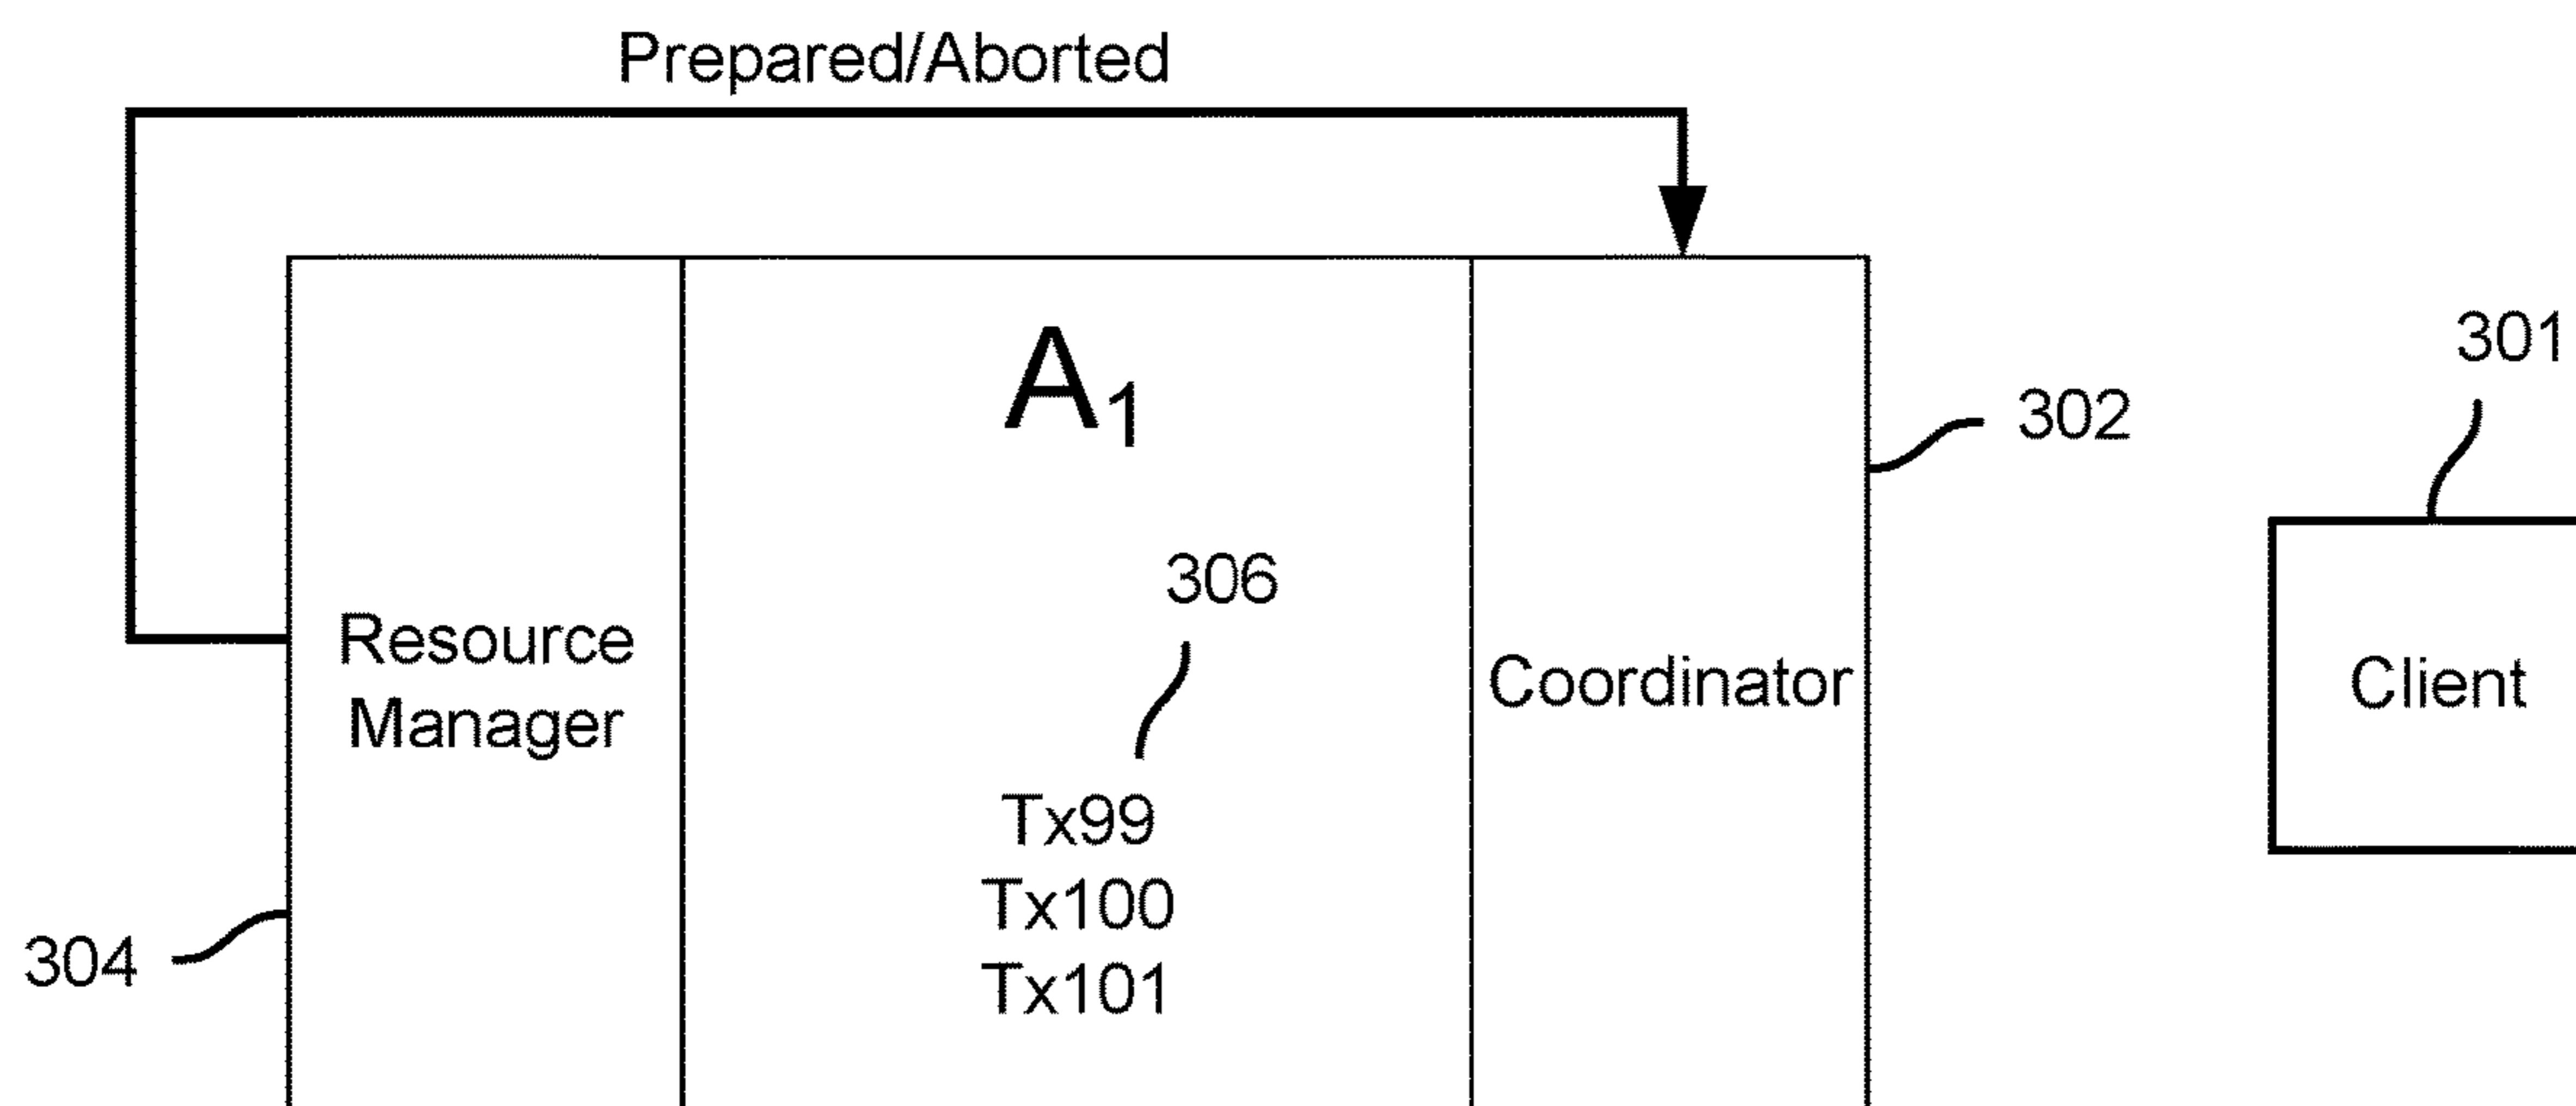 Prepared/Aborted
A1
301
302
306
Resource
Manager
Coordinator
Client
Tx99
Tx100
Tx101
304